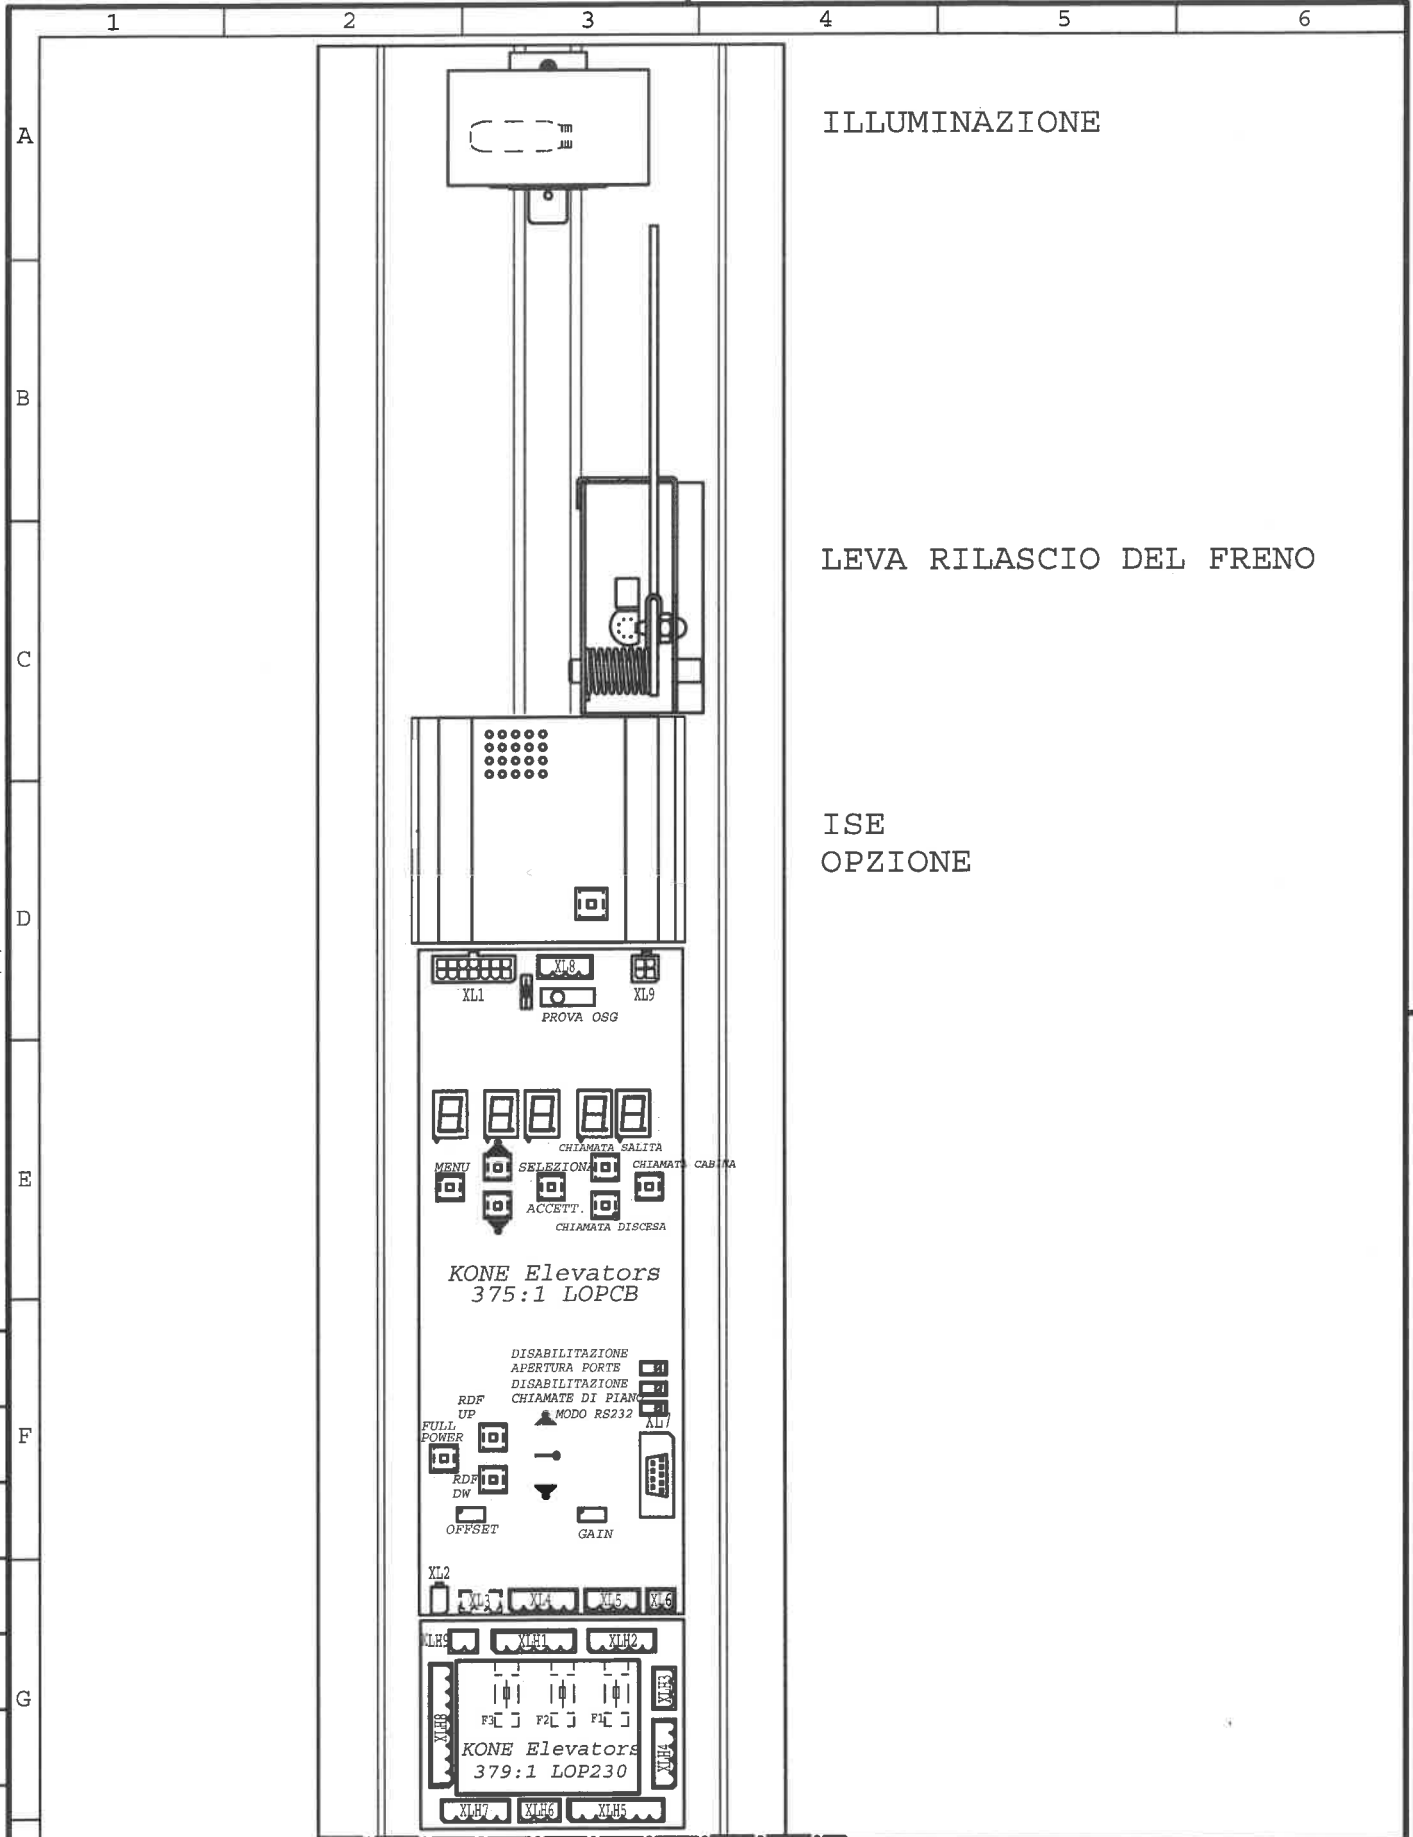 1 2 3 4 5 6
A
ILLUMINAZIONE
B
LEVA RILASCIO DEL FRENO
C
ISE
OPZIONE
D
XL8
XL1
XL9
PROVA OSG
CHIAMATA SALITA
MENU
SELEZIONA
CHIAMATA CABINA
E
ACCETT.
CHIAMATA DISCESA
KONE Elevators
375:1 LOPCB
DISABILITAZIONE
APERTURA PORTE
DISABILITAZIONE
CHIAMATE DI PIANO
RDF
UP
MODO RS232
XL7
FULL
POWER
F
RDF
DW
OFFSET
GAIN
XL2
XL3 XL4 XL5 XL6
XLH9 XLH1 XLH2
XLH3
G
F3 F2 F1
XLH8
KONE Elevators
XLH4
379:1 LOP230
XLH7 XLH6 XLH5